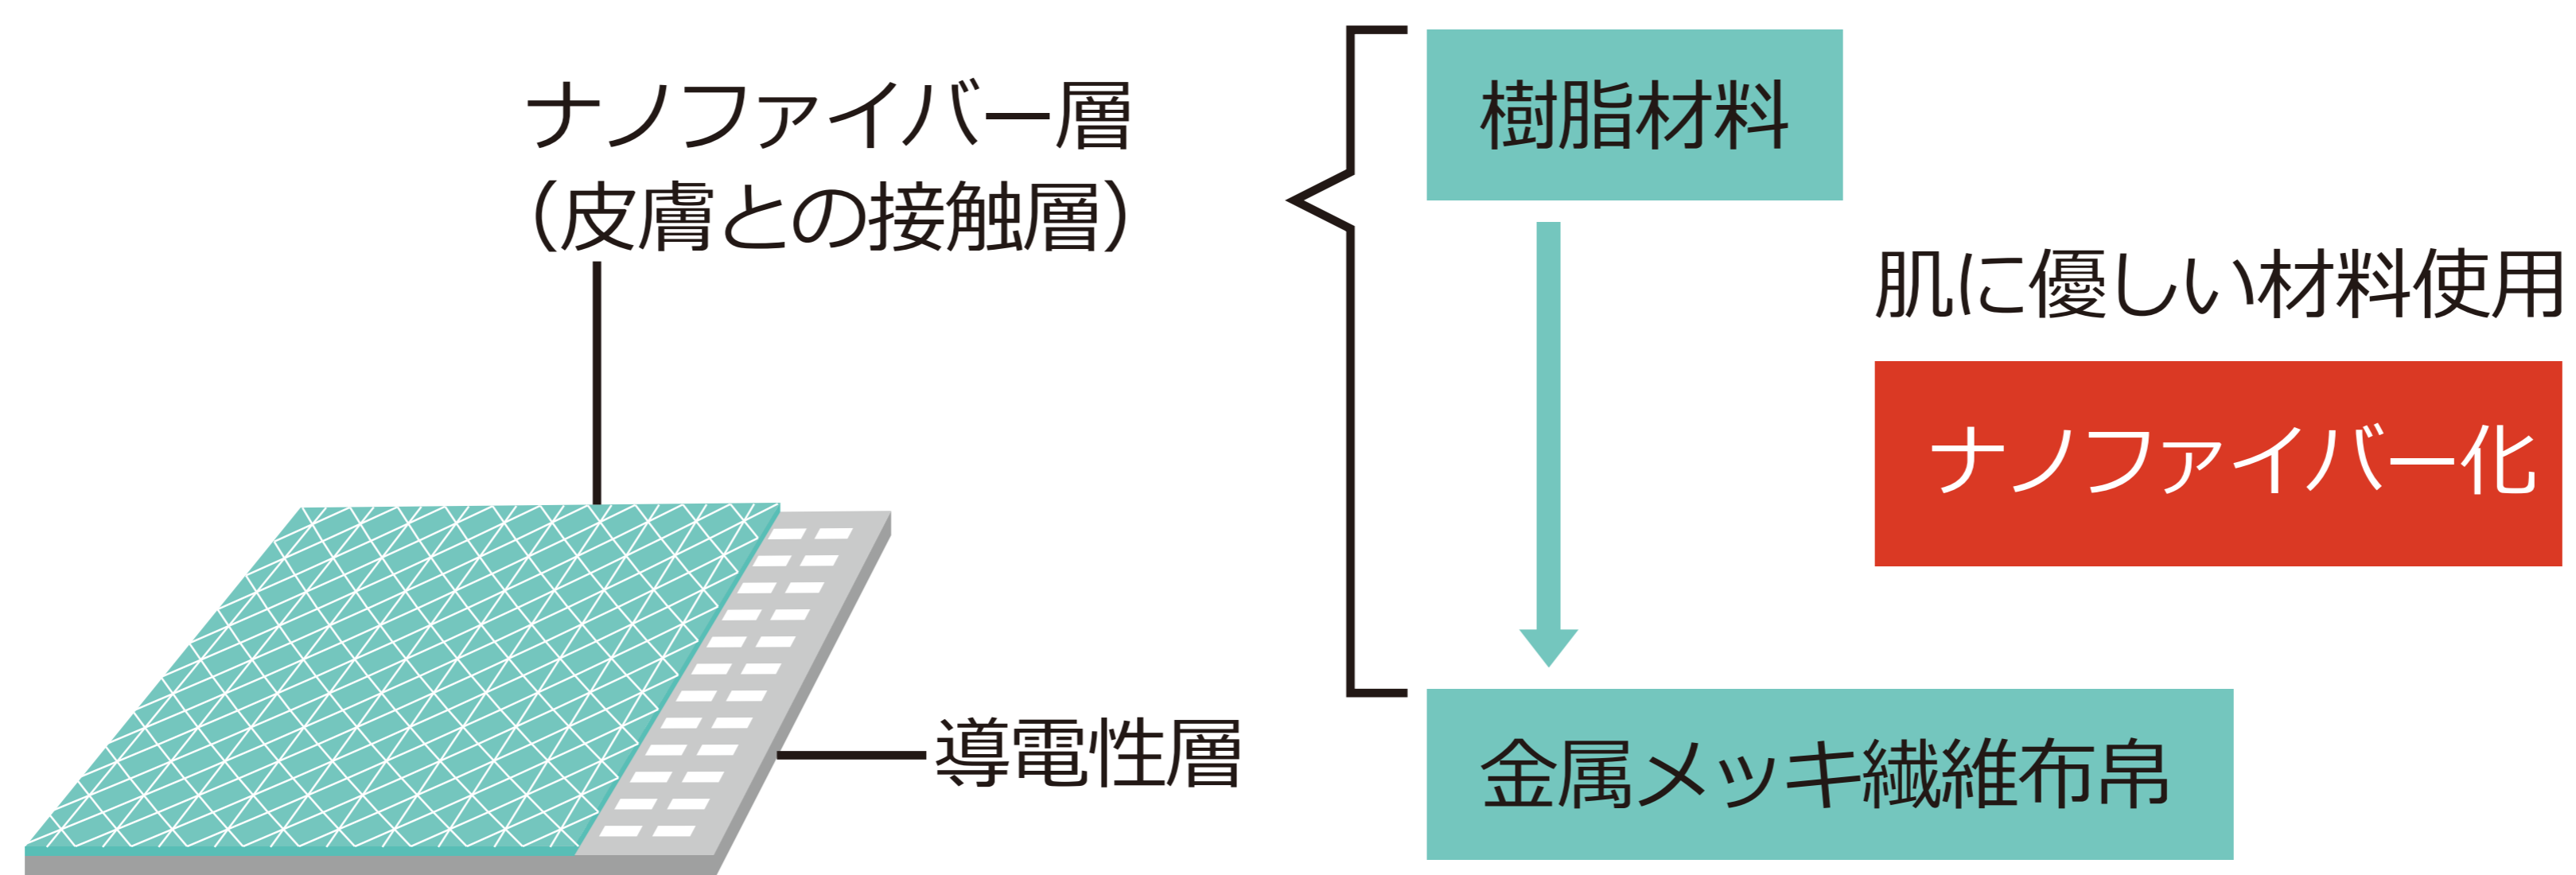 ナノファイバー層
（皮膚との接触層）
導電性層
樹脂材料
肌に優しい材料使用
ナノファイバー化
金属メッキ繊維布帛